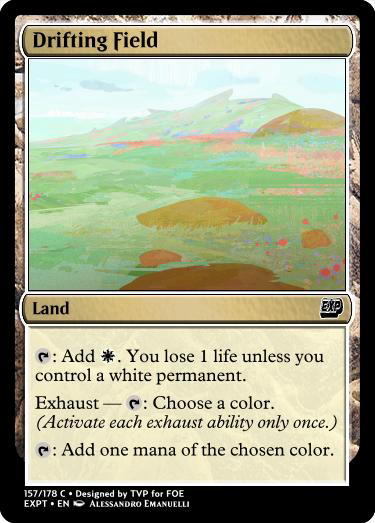 Drifting Field
Land
EXP
: Add . You lose 1 life unless you
control a white permanent.
Exhaust — : Choose a color.
(Activate each exhaust ability only once.)
: Add one mana of the chosen color.
157/178 C • Designed by TVP for FOE
EXPT • EN Alessandro Emanuelli